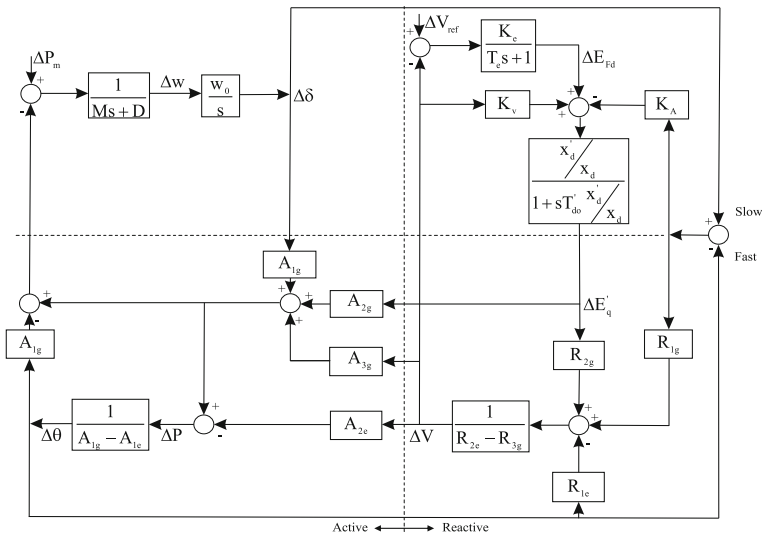 ΔV_ref
+
-
K_e
T_e s+1
ΔE_Fd
ΔP_m
+
-
1
Ms+D
Δw
w_0
s
Δδ
K_v
+
+
-
K_A
x'_d / x_d
1+sT'_do x'_d / x_d
+
-
Slow
Fast
A_1g
+
+
+
A_2g
ΔE'_q
+
-
A_1g
A_3g
R_2g
R_1g
Δθ
1
A_1g − A_1e
ΔP
+
-
A_2e
ΔV
1
R_2e − R_3g
+
+
-
R_1e
Active
Reactive